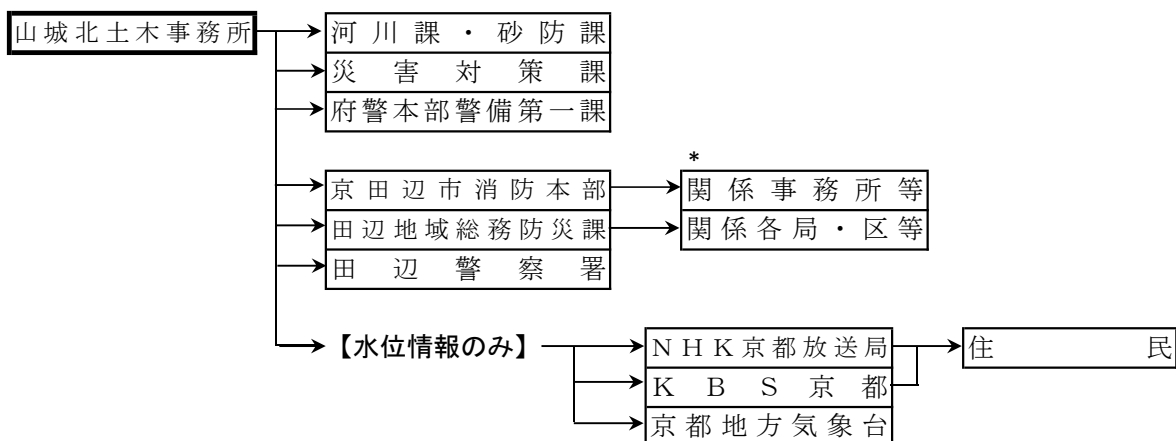 山城北土木事務所
河川課・砂防課
災害対策課
府警本部警備第一課
*
京田辺市消防本部
関係事務所等
田辺地域総務防災課
関係各局・区等
田辺警察署
【水位情報のみ】
NHK京都放送局
住民
KBS京都
京都地方気象台